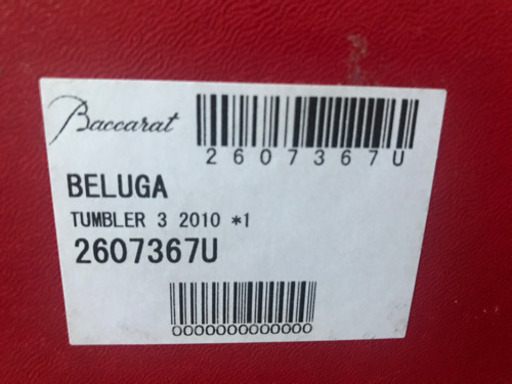 Baccarat
2607367U
BELUGA
TUMBLER 3 2010 *1
2607367U
0000000000000